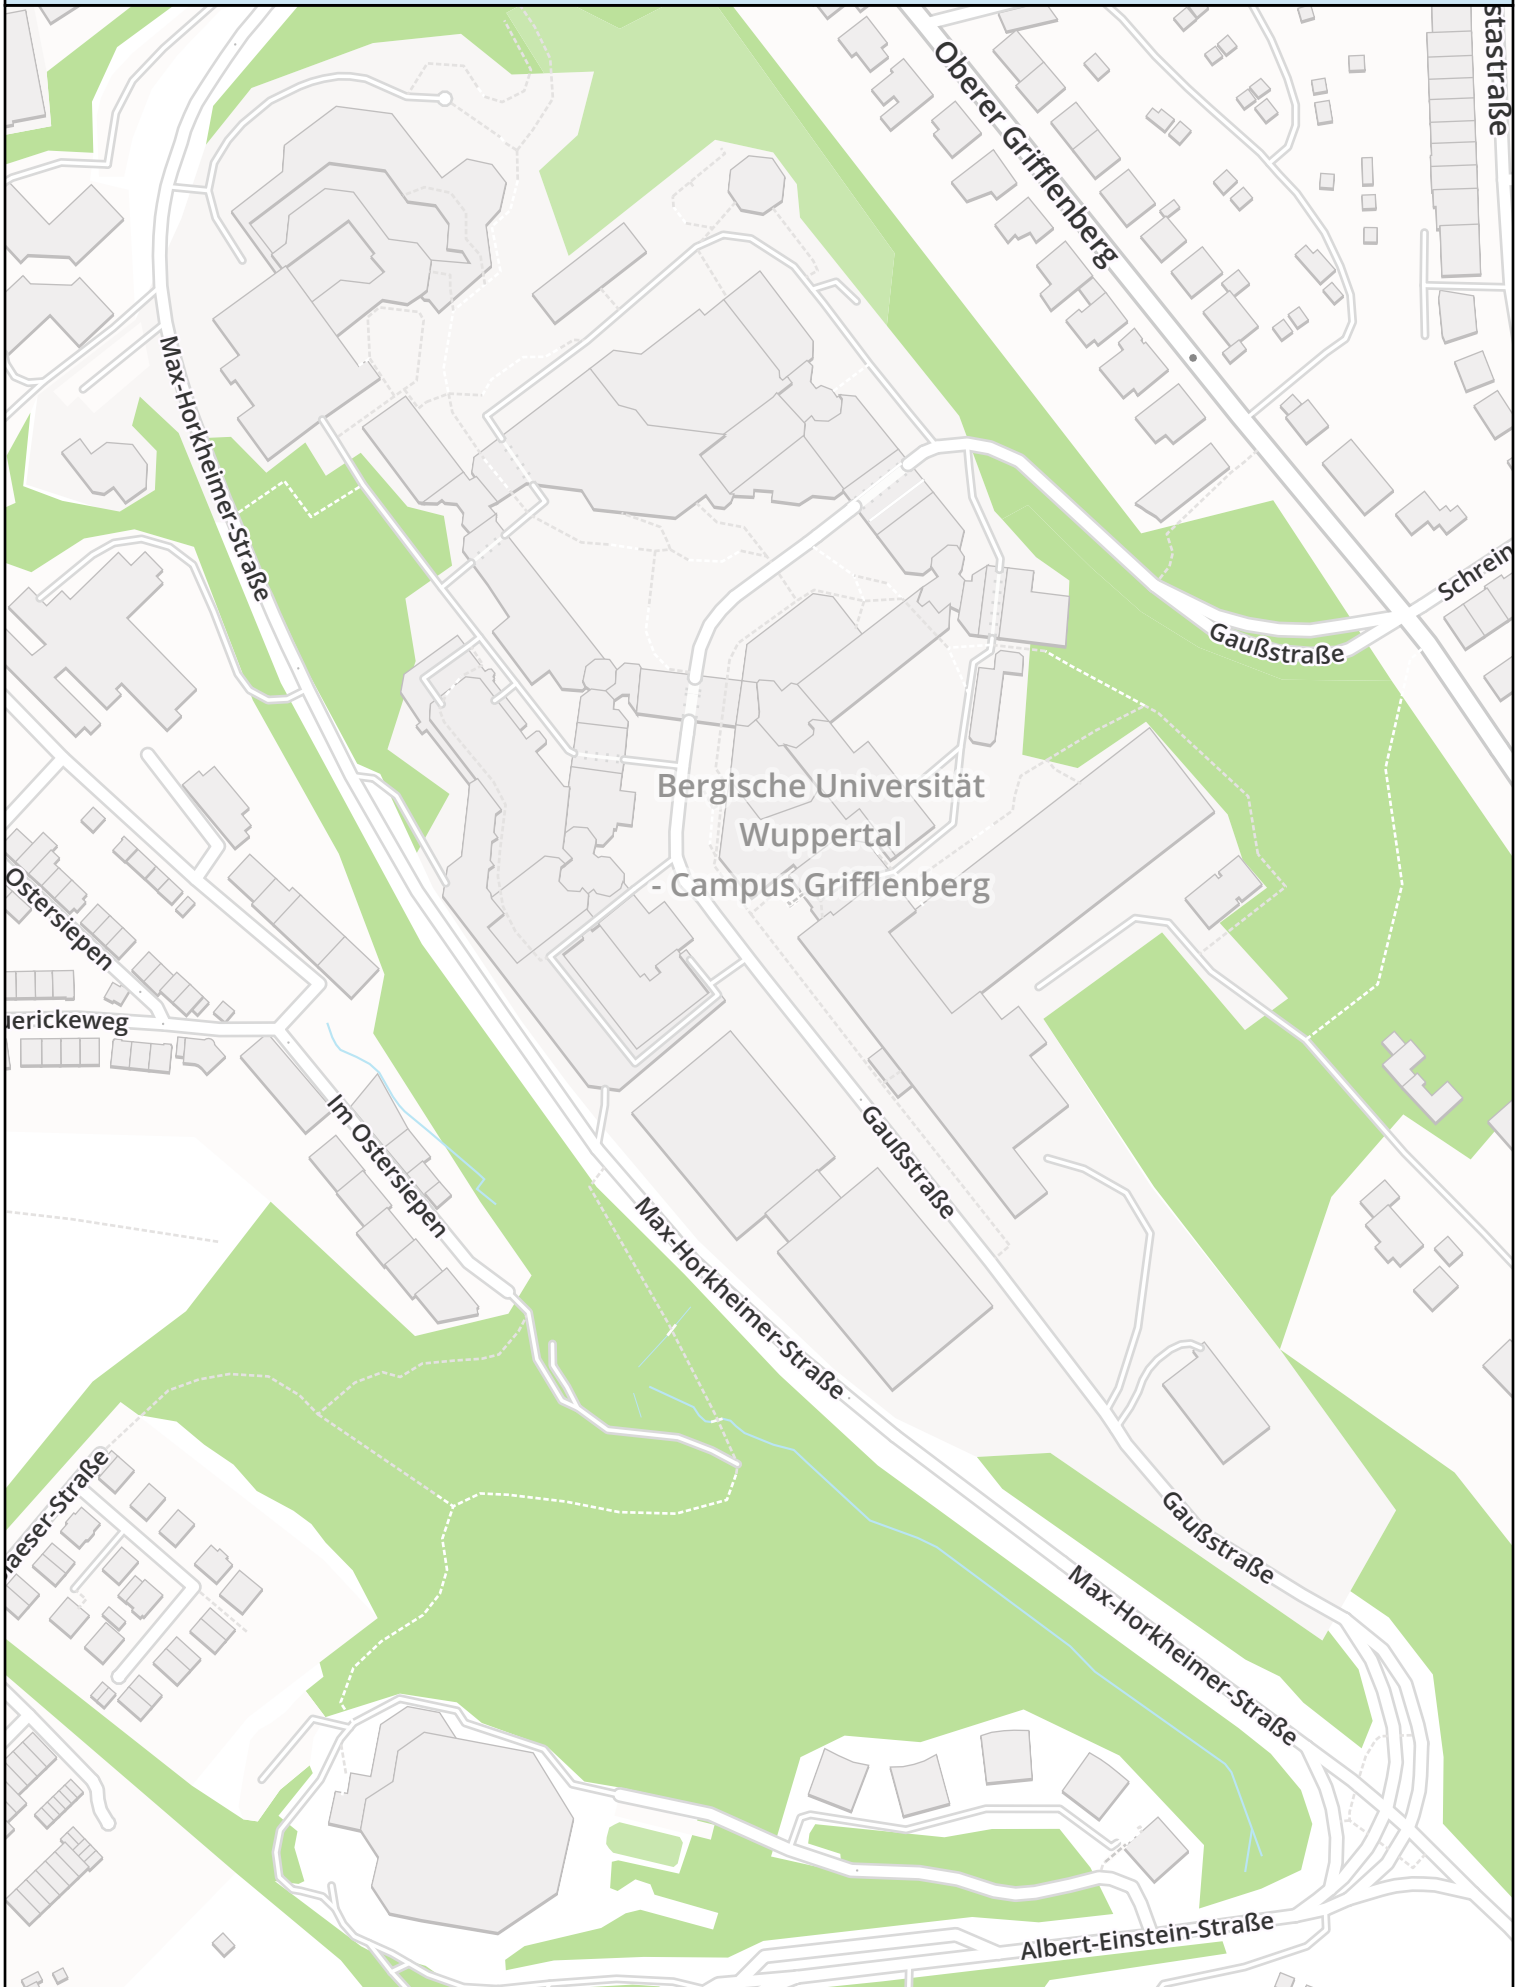 Oberer Grifflenberg
stastraße
Max-Horkheimer-Straße
Schrein
Gaußstraße
Bergische Universität
Wuppertal
- Campus Grifflenberg
Ostersiepen
uerickeweg
Im Ostersiepen
Gaußstraße
Max-Horkheimer-Straße
aeser-Straße
Gaußstraße
Max-Horkheimer-Straße
Albert-Einstein-Straße